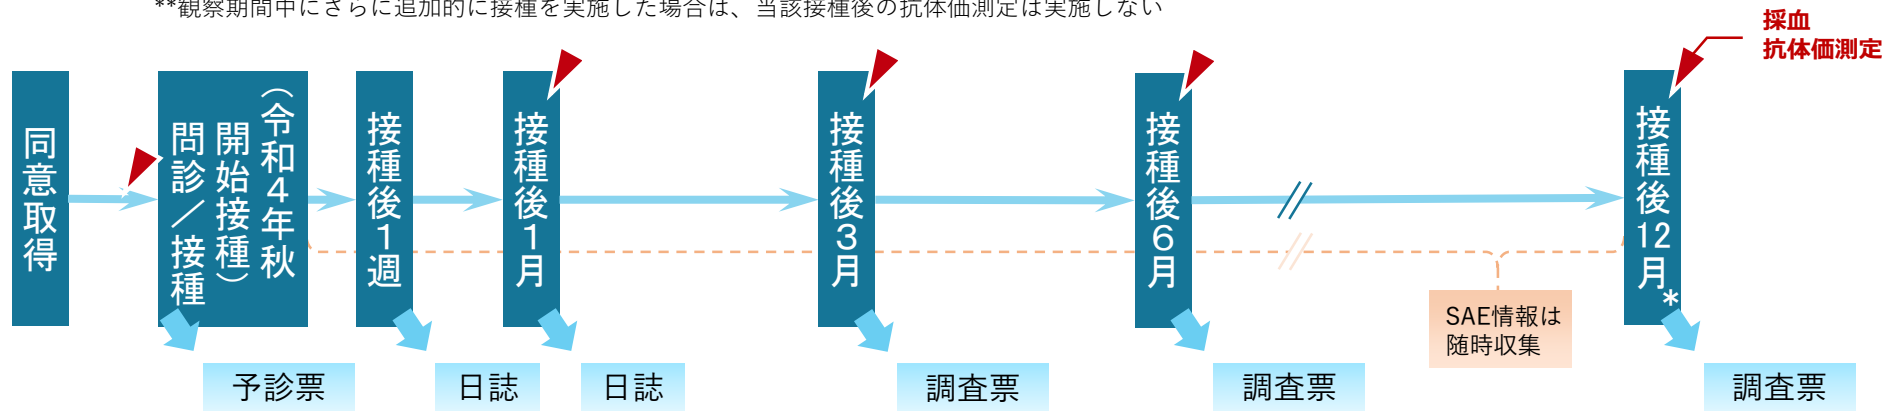 **観察期間中にさらに追加的に接種を実施した場合は、当該接種後の抗体価測定は実施しない
採血
抗体価測定
同意取得
（令和４年秋
開始接種）
問診／接種
接種後１週
接種後１月
接種後３月
接種後６月
接種後12月*
SAE情報は
随時収集
予診票
日誌
日誌
調査票
調査票
調査票